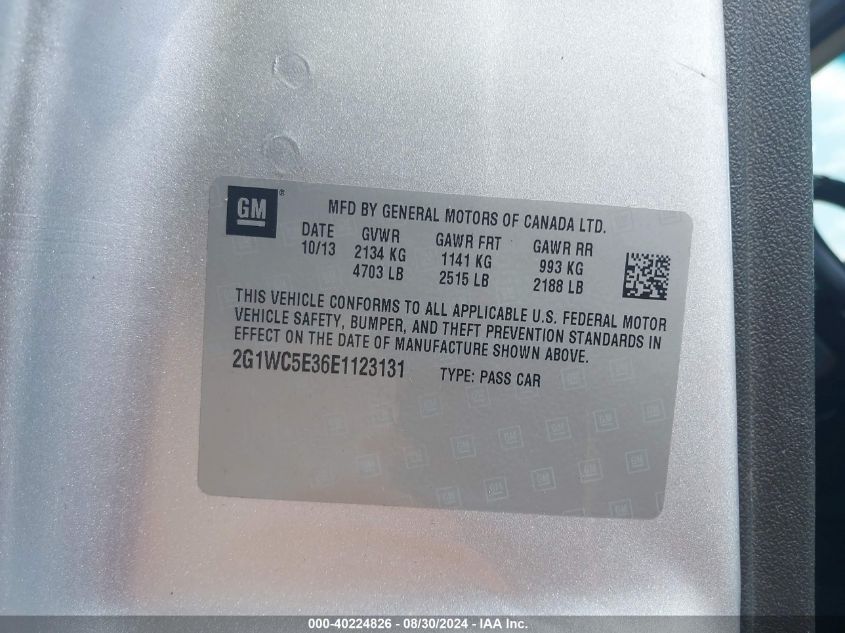 GM ® MFD BY GENERAL MOTORS OF CANADA LTD.
DATE GVWR GAWR FRT GAWR RR
10/13 2134 KG 1141 KG 993 KG
4703 LB 2515 LB 2188 LB
THIS VEHICLE CONFORMS TO ALL APPLICABLE U.S. FEDERAL MOTOR
VEHICLE SAFETY, BUMPER, AND THEFT PREVENTION STANDARDS IN
EFFECT ON THE DATE OF MANUFACTURE SHOWN ABOVE.
2G1WC5E36E1123131 TYPE: PASS CAR
000-40224826 - 08/30/2024 - IAA Inc.